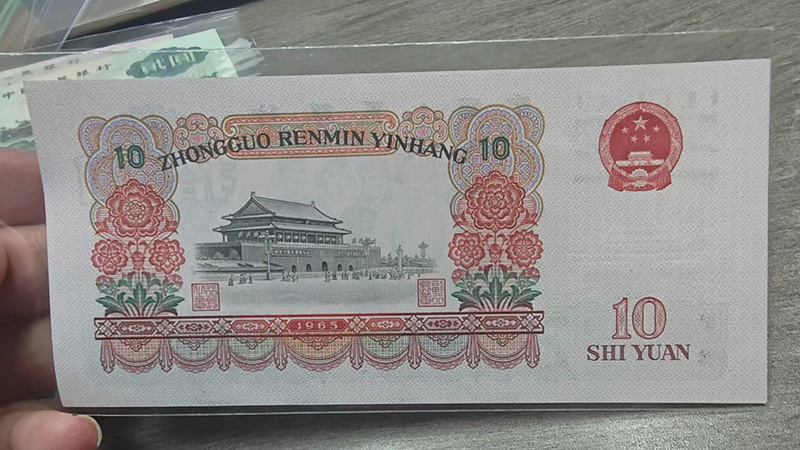 10 ZHONGGUO RENMIN YINHANG 10
1965
10
SHI YUAN